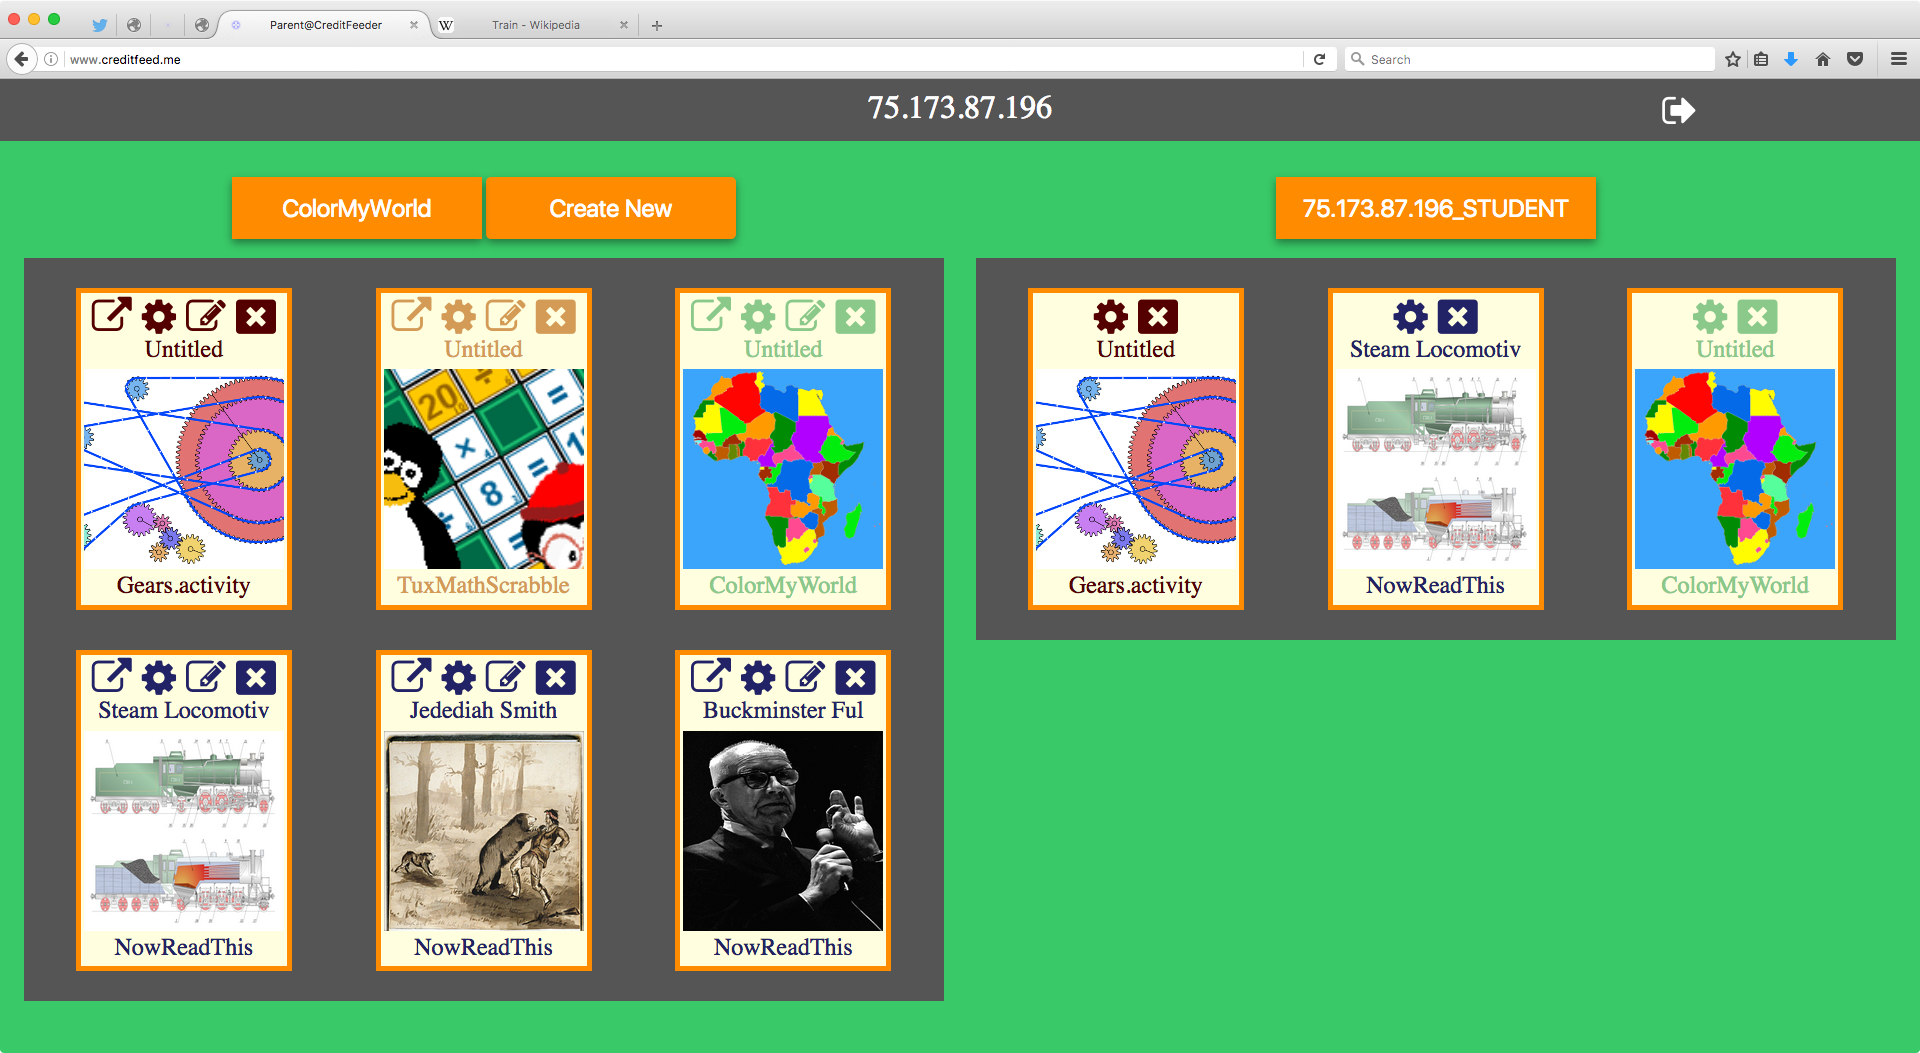 Parent@CreditFeeder
W
Train - Wikipedia
www.creditfeed.me
Search
75.173.87.196
ColorMyWorld
Create New
75.173.87.196_STUDENT
Untitled
Gears.activity
Untitled
20
÷
=
×
=
8
÷
=
TuxMathScrabble
Untitled
ColorMyWorld
Steam Locomotiv
NowReadThis
Jedediah Smith
NowReadThis
Buckminster Ful
NowReadThis
Untitled
Gears.activity
Steam Locomotiv
NowReadThis
Untitled
ColorMyWorld